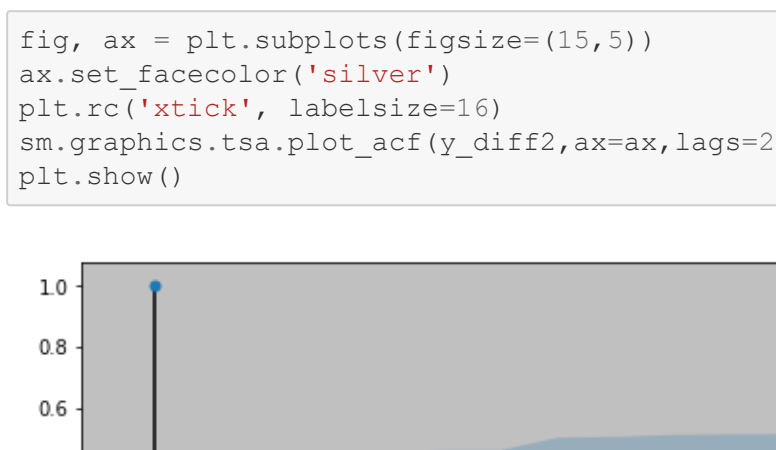 fig, ax = plt.subplots(figsize=(15,5))
ax.set_facecolor('silver')
plt.rc('xtick', labelsize=16)
sm.graphics.tsa.plot_acf(y_diff2,ax=ax,lags=2
plt.show()
1.0
0.8
0.6